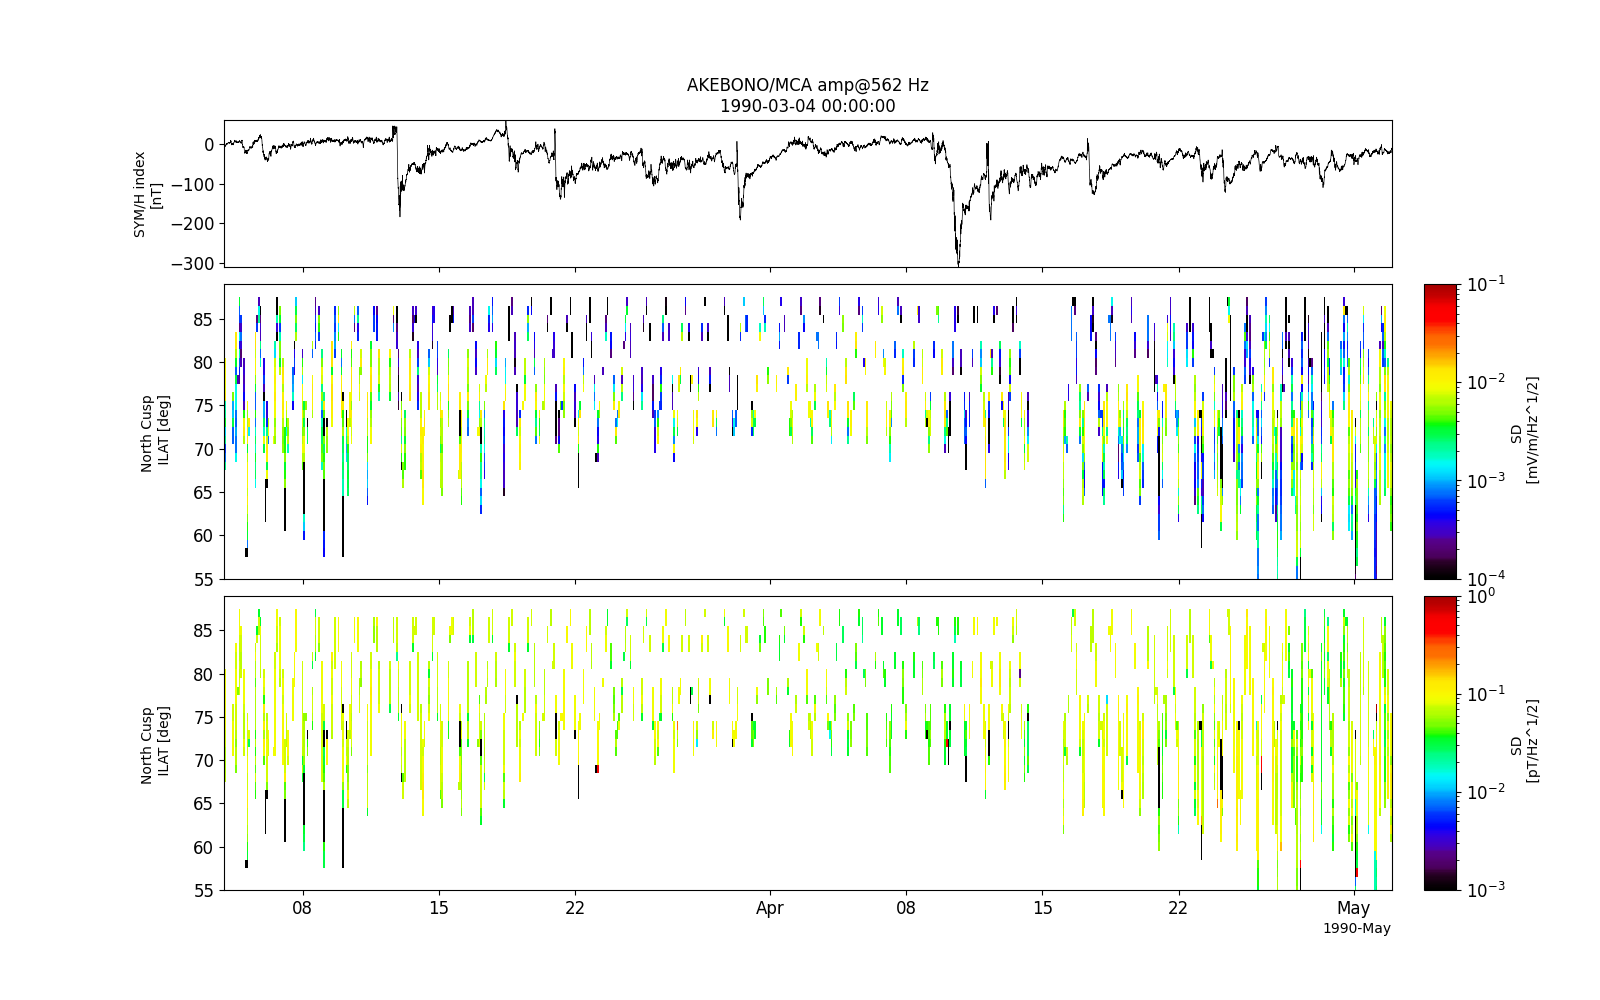 AKEBONO/MCA amp@562 Hz
1990-03-04 00:00:00
SYM/H index
[nT]
0
−100
−200
−300
North Cusp
ILAT [deg]
85
80
75
70
65
60
55
10^−1
10^−2
10^−3
10^−4
SD
[mV/m/Hz^1/2]
North Cusp
ILAT [deg]
85
80
75
70
65
60
55
10^0
10^−1
10^−2
10^−3
SD
[pT/Hz^1/2]
08 15 22 Apr 08 15 22 May
1990-May